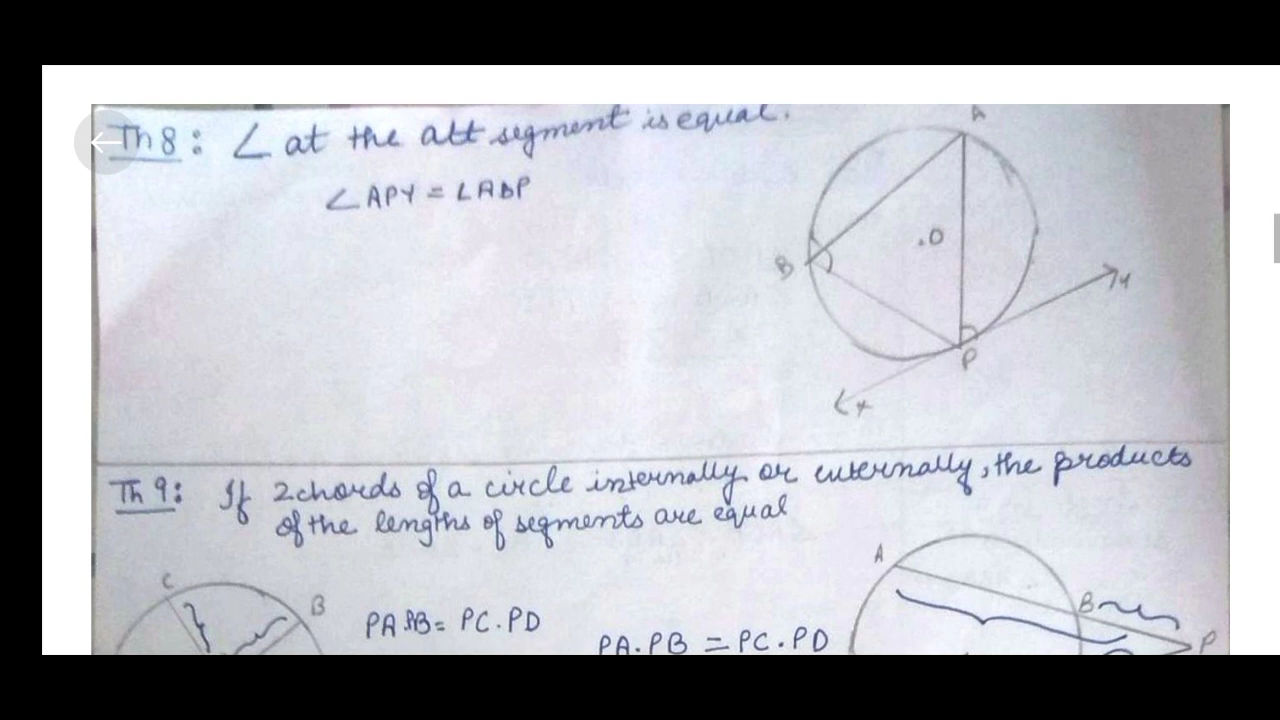 Th 8: ∠ at the alt segment is equal.
∠APY = ∠ABP
A
.O
B
Y
P
X
Th 9: If 2 chords of a circle internally or externally, the products
of the lengths of segments are equal
A
C
B
B
P
PA.PB = PC.PD
PA.PB = PC.PD